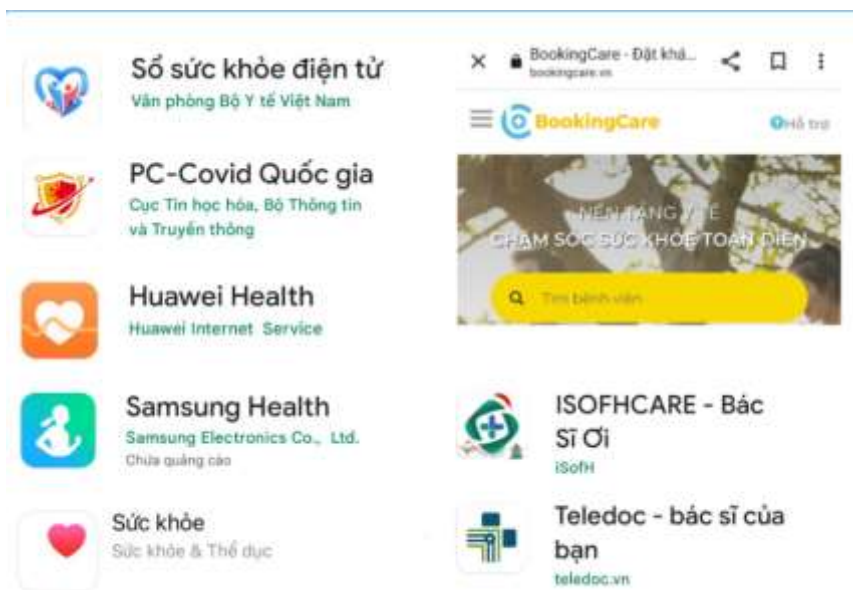 Sổ sức khỏe điện tử
Văn phòng Bộ Y tế Việt Nam
PC-Covid Quốc gia
Cục Tin học hóa, Bộ Thông tin
và Truyền thông
Huawei Health
Huawei Internet Service
Samsung Health
Samsung Electronics Co., Ltd.
Chứa quảng cáo
Sức khỏe
Sức khỏe & Thể dục
BookingCare - Đặt khá...
bookingcare.vn
BookingCare
Hỗ trợ
NỀN TẢNG Y TẾ
CHĂM SÓC SỨC KHỎE TOÀN DIỆN
Tìm bệnh viện
ISOFHCARE - Bác
Sĩ Ơi
iSofH
Teledoc - bác sĩ của
bạn
teledoc.vn